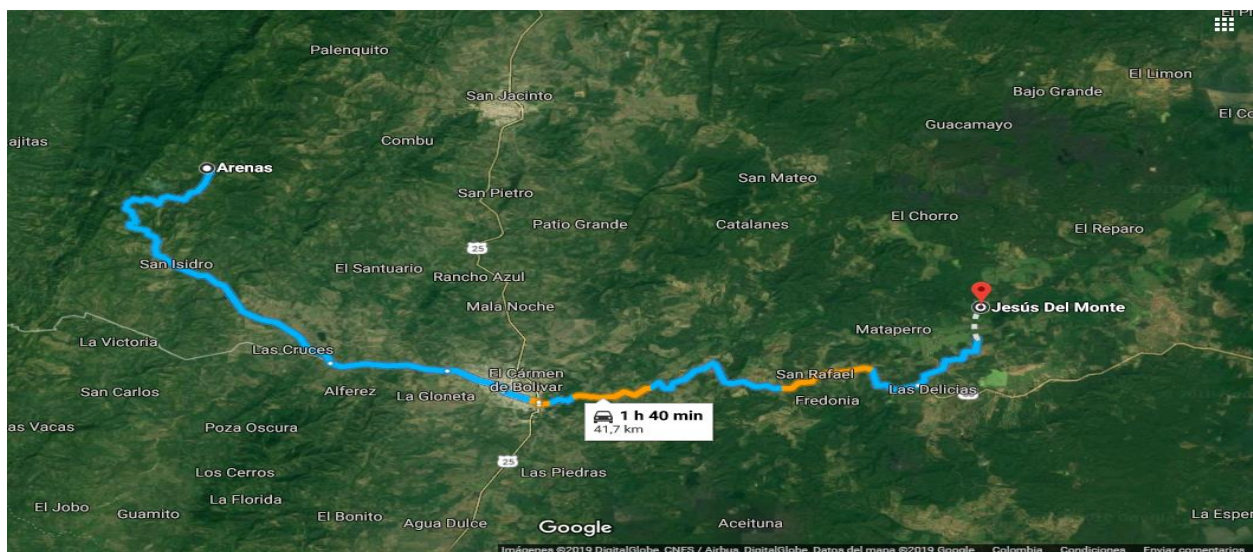 Palenquito
El Limon
Bajo Grande
San Jacinto
Guacamayo
El Co
Combu
ajitas
Arenas
San Mateo
San Pietro
El Chorro
Patio Grande
Catalanes
El Reparo
25
San Isidro
El Santuario
Rancho Azul
Mala Noche
Jesús Del Monte
Mataperro
La Victoria
Las Cruces
El Cármen
de Bolivar
San Rafael
San Carlos
Alferez
La Gloneta
Las Delicias
Fredonia
1 h 40 min
41,7 km
as Vacas
Poza Oscura
25
Las Piedras
Los Cerros
La Florida
El Jobo
Guamito
El Bonito
Agua Dulce
Google
Aceituna
La Esper
Imágenes ©2019 DigitalGlobe, CNES / Airbus, DigitalGlobe, Datos del mapa ©2019 Google Colombia Condiciones Enviar comentarios